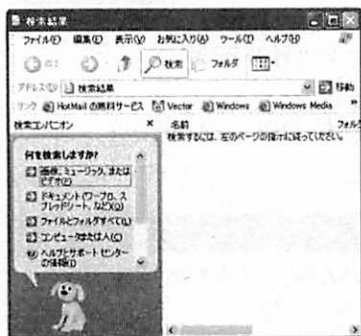 検索結果
ファイル(F) 編集(E) 表示(V) お気に入り(A) ツール(T) ヘルプ(H)
検索 フォルダ
アドレス(D) 検索結果 移動
リンク HotMail の無料サービス Vector Windows Windows Media »
検索コンパニオン ×
何を検索しますか?
画像、ミュージック、または
ビデオ(P)
ドキュメント(ワープロ、ス
プレッドシート、など)(O)
ファイルとフォルダすべて(L)
コンピュータまたは人(C)
ヘルプとサポート センター
の情報(I)
名前 フォル
検索するには、左のページの指示に従ってください。